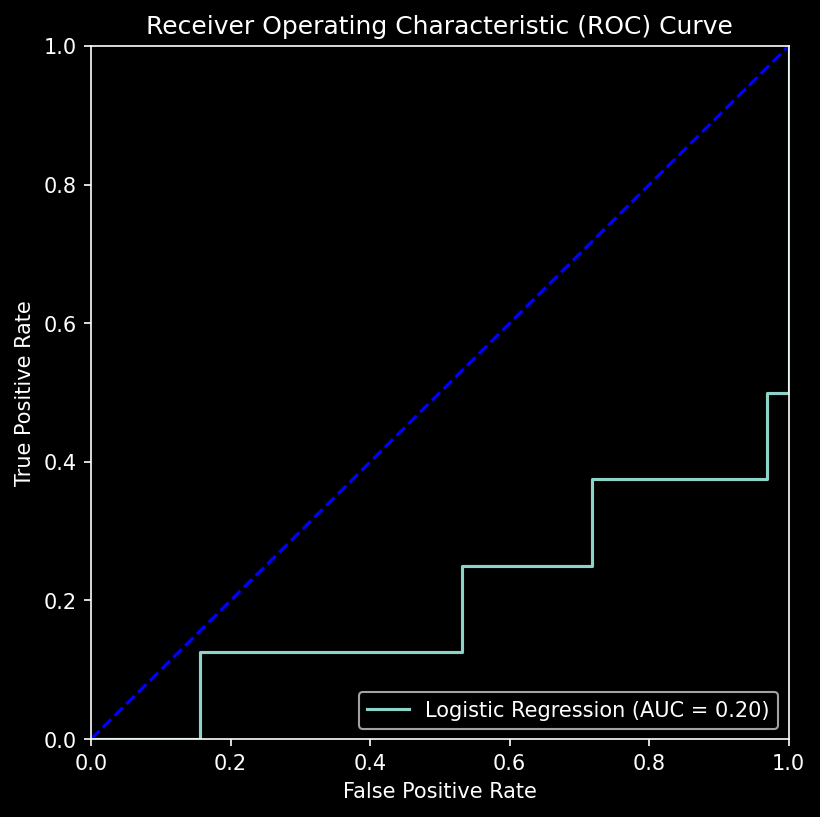 Receiver Operating Characteristic (ROC) Curve
1.0
0.8
0.6
0.4
0.2
0.0
True Positive Rate
Logistic Regression (AUC = 0.20)
0.0 0.2 0.4 0.6 0.8 1.0
False Positive Rate